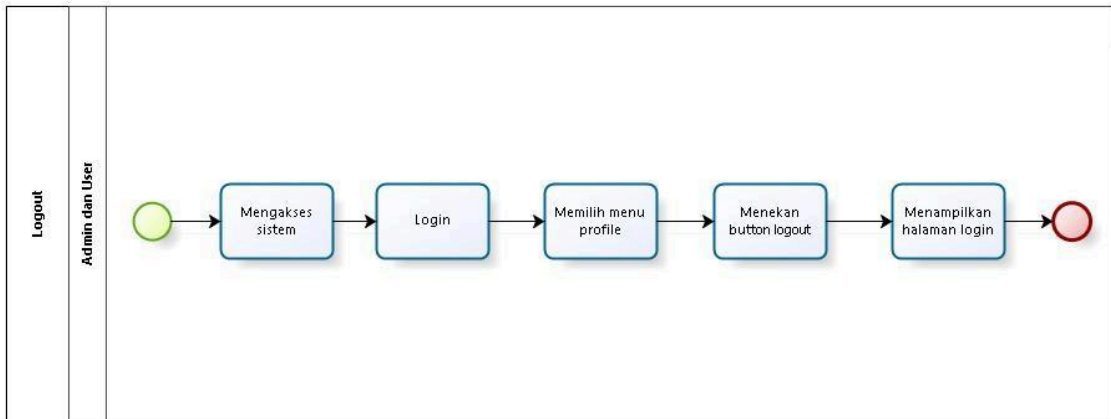 Logout
Admin dan User
Mengakses
sistem
Login
Memilih menu
profile
Menekan
button logout
Menampilkan
halaman login